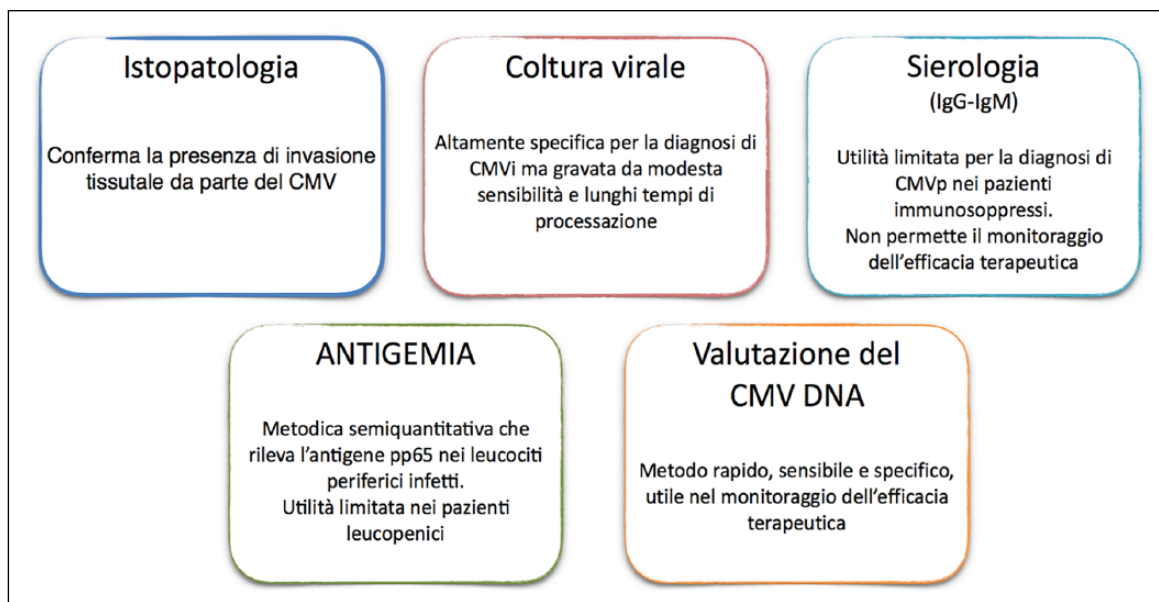 Istopatologia
Conferma la presenza di invasione
tissutale da parte del CMV
Coltura virale
Altamente specifica per la diagnosi di
CMVi ma gravata da modesta
sensibilità e lunghi tempi di
processazione
Sierologia
(IgG-IgM)
Utilità limitata per la diagnosi di
CMVp nei pazienti
immunosoppressi.
Non permette il monitoraggio
dell'efficacia terapeutica
ANTIGEMIA
Metodica semiquantitativa che
rileva l'antigene pp65 nei leucociti
periferici infetti.
Utilità limitata nei pazienti
leucopenici
Valutazione del
CMV DNA
Metodo rapido, sensibile e specifico,
utile nel monitoraggio dell'efficacia
terapeutica